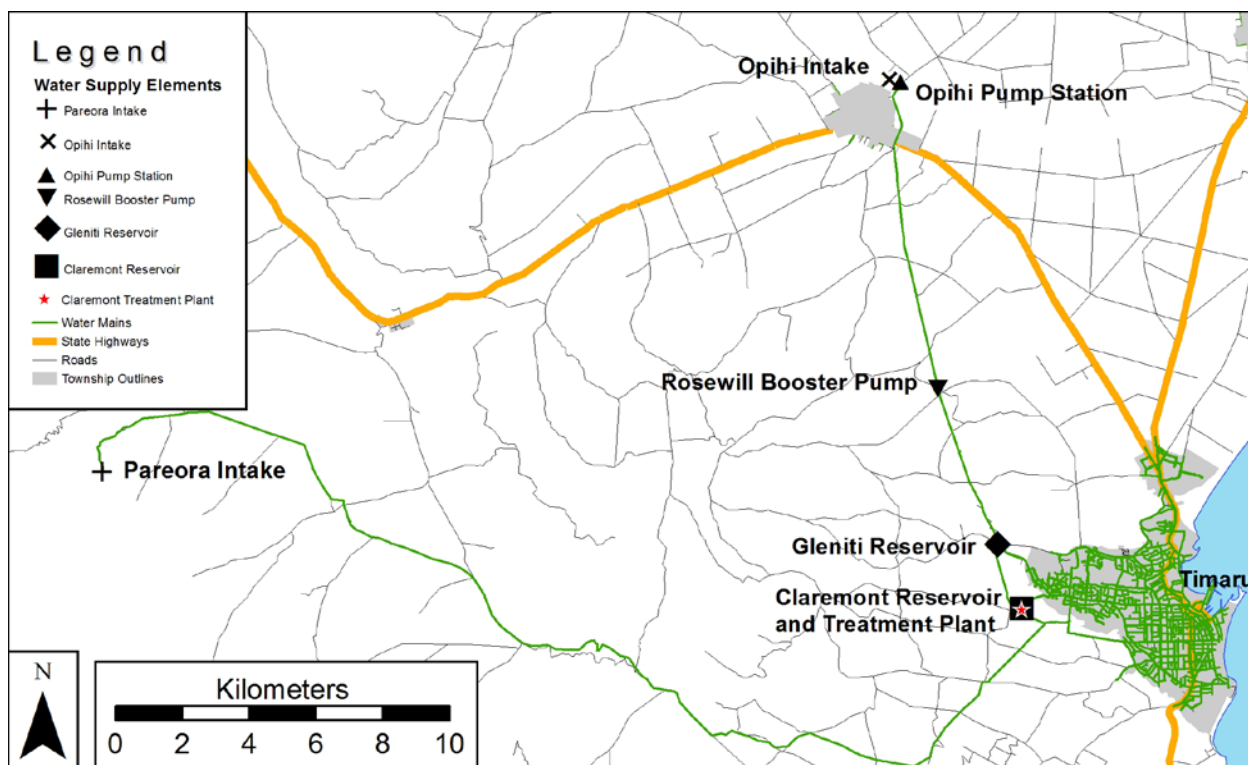 Legend
Water Supply Elements
Pareora Intake
Opihi Intake
Opihi Pump Station
Rosewill Booster Pump
Gleniti Reservoir
Claremont Reservoir
Claremont Treatment Plant
Water Mains
State Highways
Roads
Township Outlines
Opihi Intake
Opihi Pump Station
Rosewill Booster Pump
Pareora Intake
Gleniti Reservoir
Claremont Reservoir
and Treatment Plant
Timaru
N
Kilometers
0 2 4 6 8 10